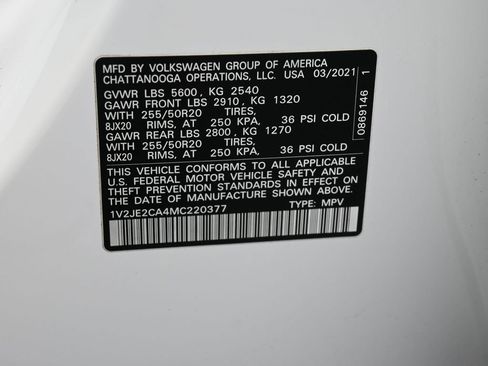 MFD BY VOLKSWAGEN GROUP OF AMERICA
CHATTANOOGA OPERATIONS, LLC. USA 03/2021
GVWR LBS 5600, KG 2540
GAWR FRONT LBS 2910, KG 1320
WITH 255/50R20 TIRES,
8JX20 RIMS, AT 250 KPA, 36 PSI COLD
GAWR REAR LBS 2800, KG 1270
WITH 255/50R20 TIRES,
8JX20 RIMS, AT 250 KPA, 36 PSI COLD
THIS VEHICLE CONFORMS TO ALL APPLICABLE
U.S. FEDERAL MOTOR VEHICLE SAFETY AND
THEFT PREVENTION STANDARDS IN EFFECT ON
THE DATE OF MANUFACTURE SHOWN ABOVE.
1V2JE2CA4MC220377
TYPE: MPV
0869146 1